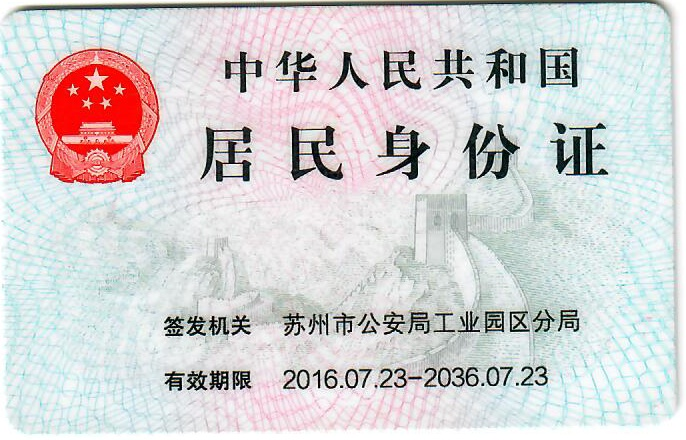 中华人民共和国
居民身份证
签发机关 苏州市公安局工业园区分局
有效期限 2016.07.23-2036.07.23